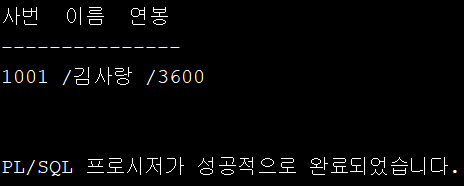 사번  이름  연봉
---------------
1001 /김사랑 /3600
PL/SQL 프로시저가 성공적으로 완료되었습니다.